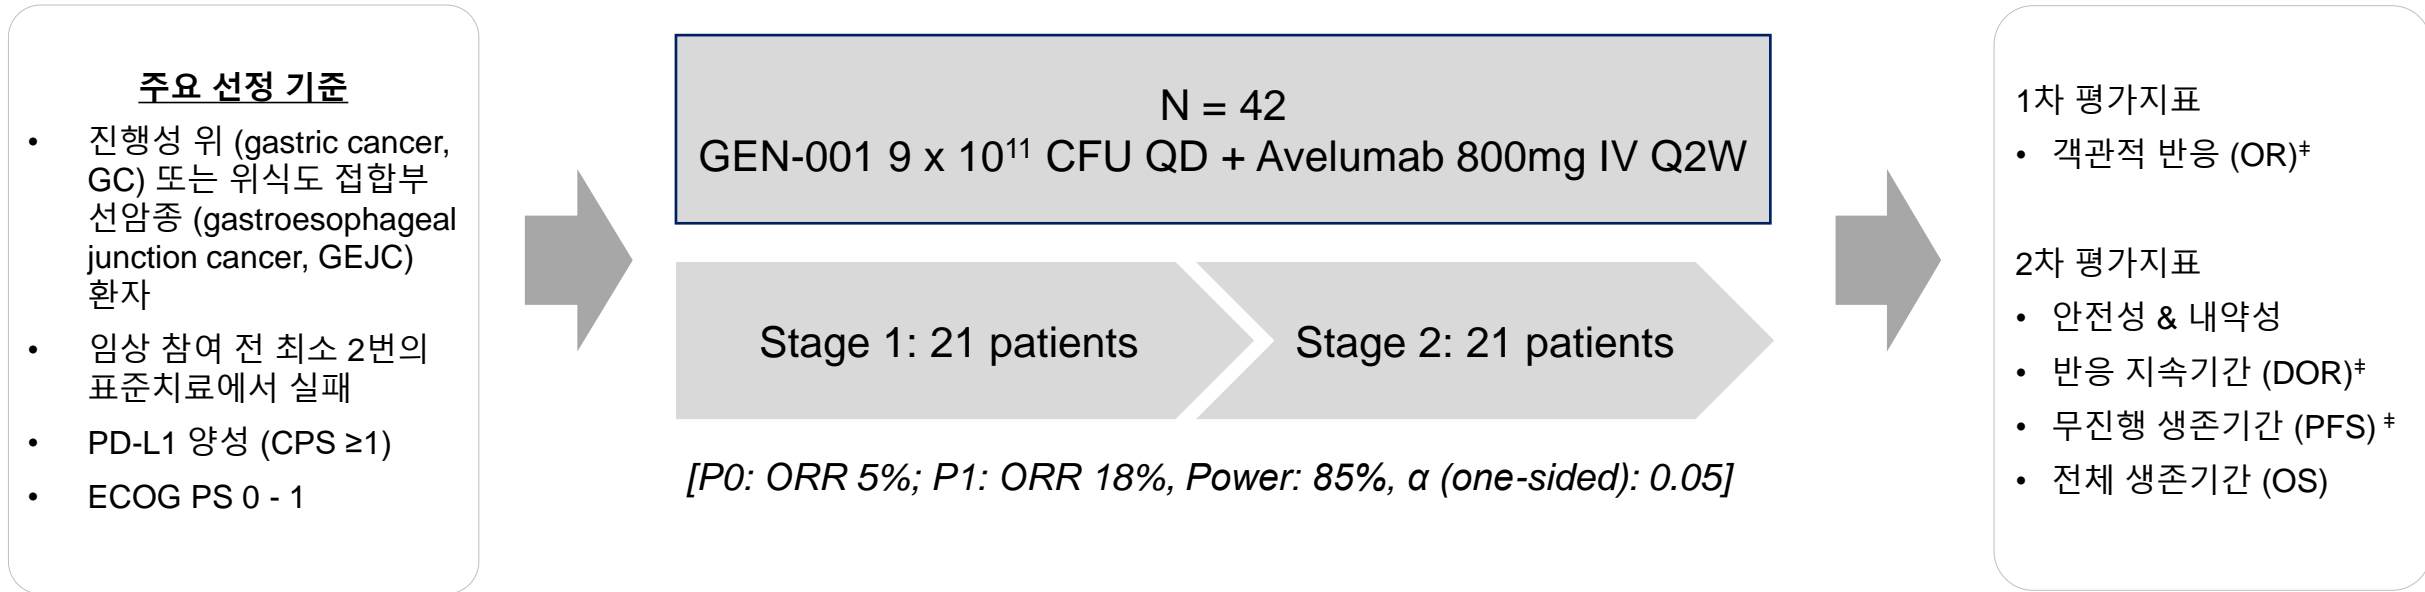 주요 선정 기준
• 진행성 위 (gastric cancer,
GC) 또는 위식도 접합부
선암종 (gastroesophageal
junction cancer, GEJC)
환자
• 임상 참여 전 최소 2번의
표준치료에서 실패
• PD-L1 양성 (CPS ≥1)
• ECOG PS 0 - 1
N = 42
GEN-001 9 x 10¹¹ CFU QD + Avelumab 800mg IV Q2W
Stage 1: 21 patients
Stage 2: 21 patients
[P0: ORR 5%; P1: ORR 18%, Power: 85%, α (one-sided): 0.05]
1차 평가지표
• 객관적 반응 (OR)ǂ
2차 평가지표
• 안전성 & 내약성
• 반응 지속기간 (DOR)ǂ
• 무진행 생존기간 (PFS) ǂ
• 전체 생존기간 (OS)